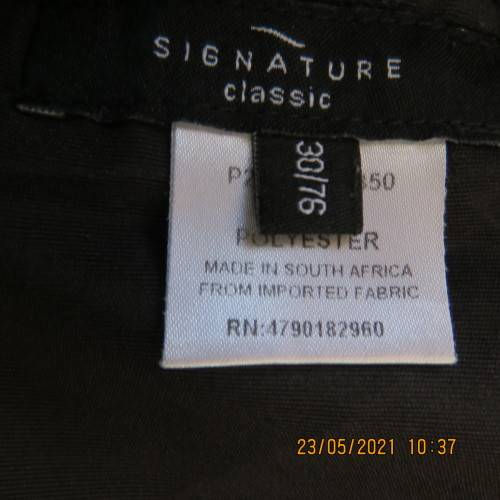 SIGNATURE
classic
30/76
POLYESTER
MADE IN SOUTH AFRICA
FROM IMPORTED FABRIC
RN:4790182960
23/05/2021 10:37